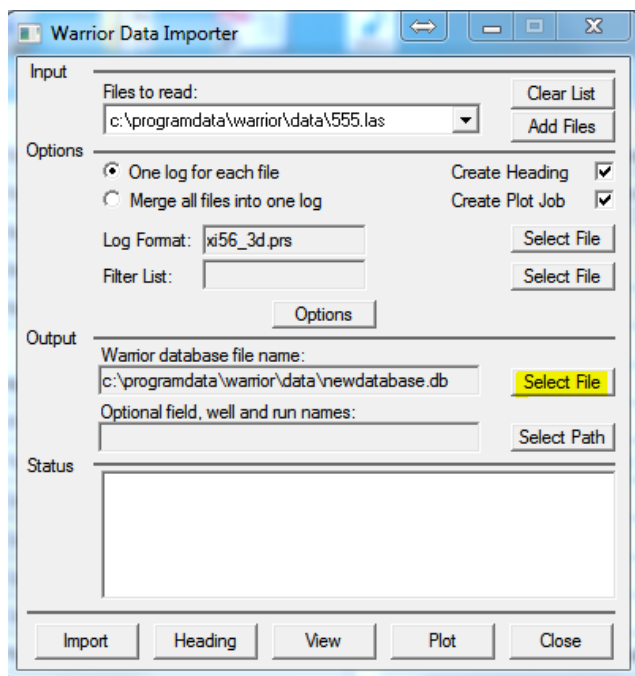 Warrior Data Importer
Input
Files to read:
c:\programdata\warrior\data\555.las
Clear List
Add Files
Options
One log for each file
Create Heading
Merge all files into one log
Create Plot Job
Log Format: xi56_3d.prs
Select File
Filter List:
Select File
Options
Output
Warrior database file name:
c:\programdata\warrior\data\newdatabase.db
Select File
Optional field, well and run names:
Select Path
Status
Import Heading View Plot Close